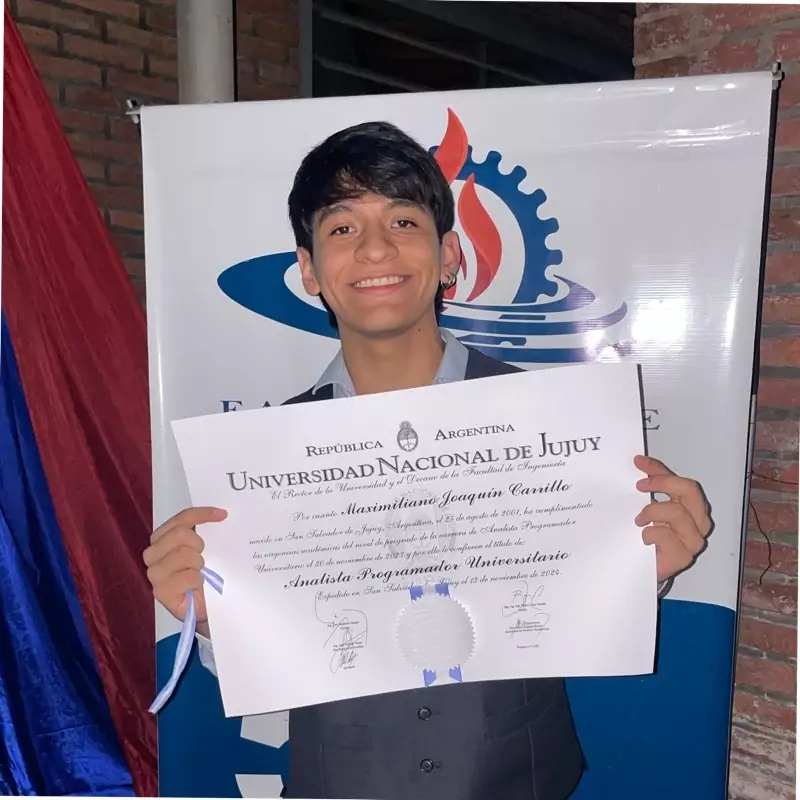 REPÚBLICA ARGENTINA
UNIVERSIDAD NACIONAL DE JUJUY
El Rector de la Universidad y el Decano de la Facultad de Ingeniería
Por cuanto Maximiliano Joaquín Carrillo
nacido en San Salvador de Jujuy, Argentina, el 23 de agosto de 2001, ha cumplimentado
las exigencias académicas del nivel de pregrado de la carrera de Analista Programador
Universitario el 30 de noviembre de 2023 y por ello le confieren el título de:
Analista Programador Universitario
Expedido en San Salvador de Jujuy el 13 de noviembre de 2024.